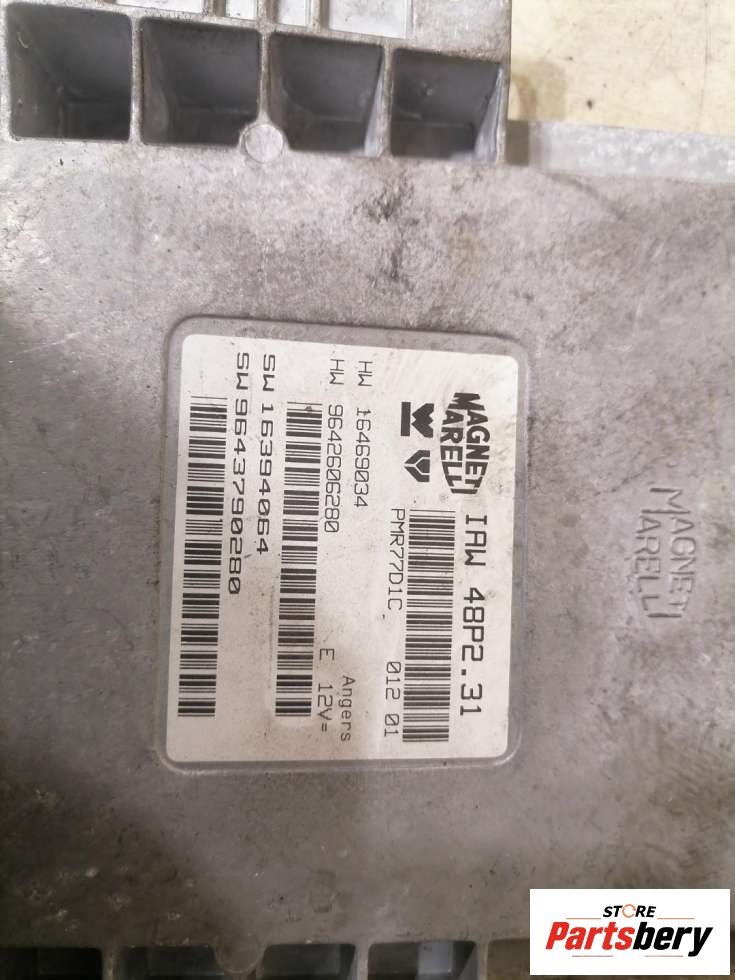 MAGNETI
MARELLI
IAW 48P2.31
PMR77D1C. 012 01
HW 16469034
HW 9642606280
Angers
E 12V=
SW 16394054
SW 9643790280
MAGNETI
MARELLI
STORE
Partsbery